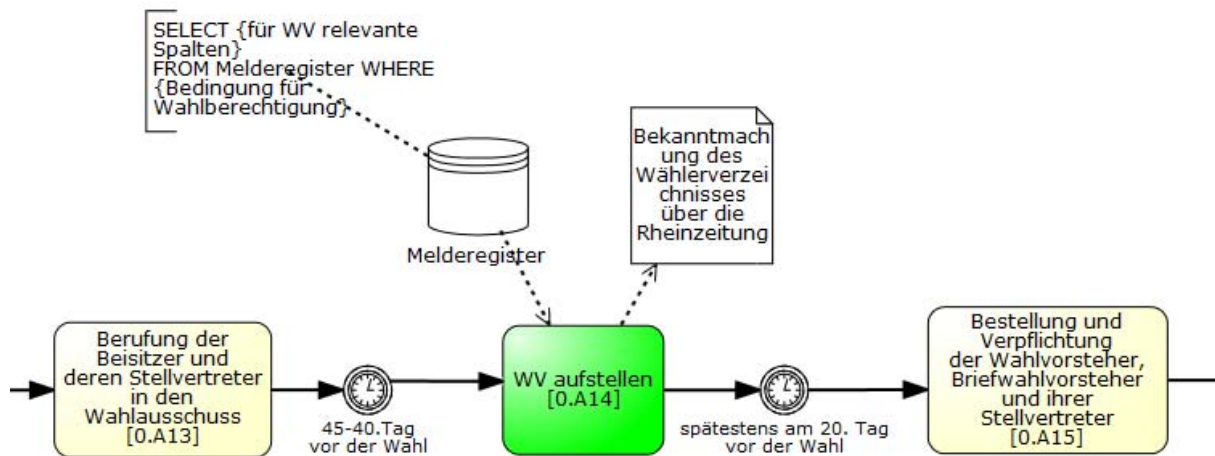 SELECT {für WV relevante
Spalten}
FROM Melderegister WHERE
{Bedingung für
Wahlberechtigung}
Melderegister
Bekanntmach
ung des
Wählerverzei
chnisses
über die
Rheinzeitung
Berufung der
Beisitzer und
deren Stellvertreter
in den
Wahlausschuss
[0.A13]
45-40.Tag
vor der Wahl
WV aufstellen
[0.A14]
spätestens am 20. Tag
vor der Wahl
Bestellung und
Verpflichtung
der Wahlvorsteher,
Briefwahlvorsteher
und ihrer
Stellvertreter
[0.A15]